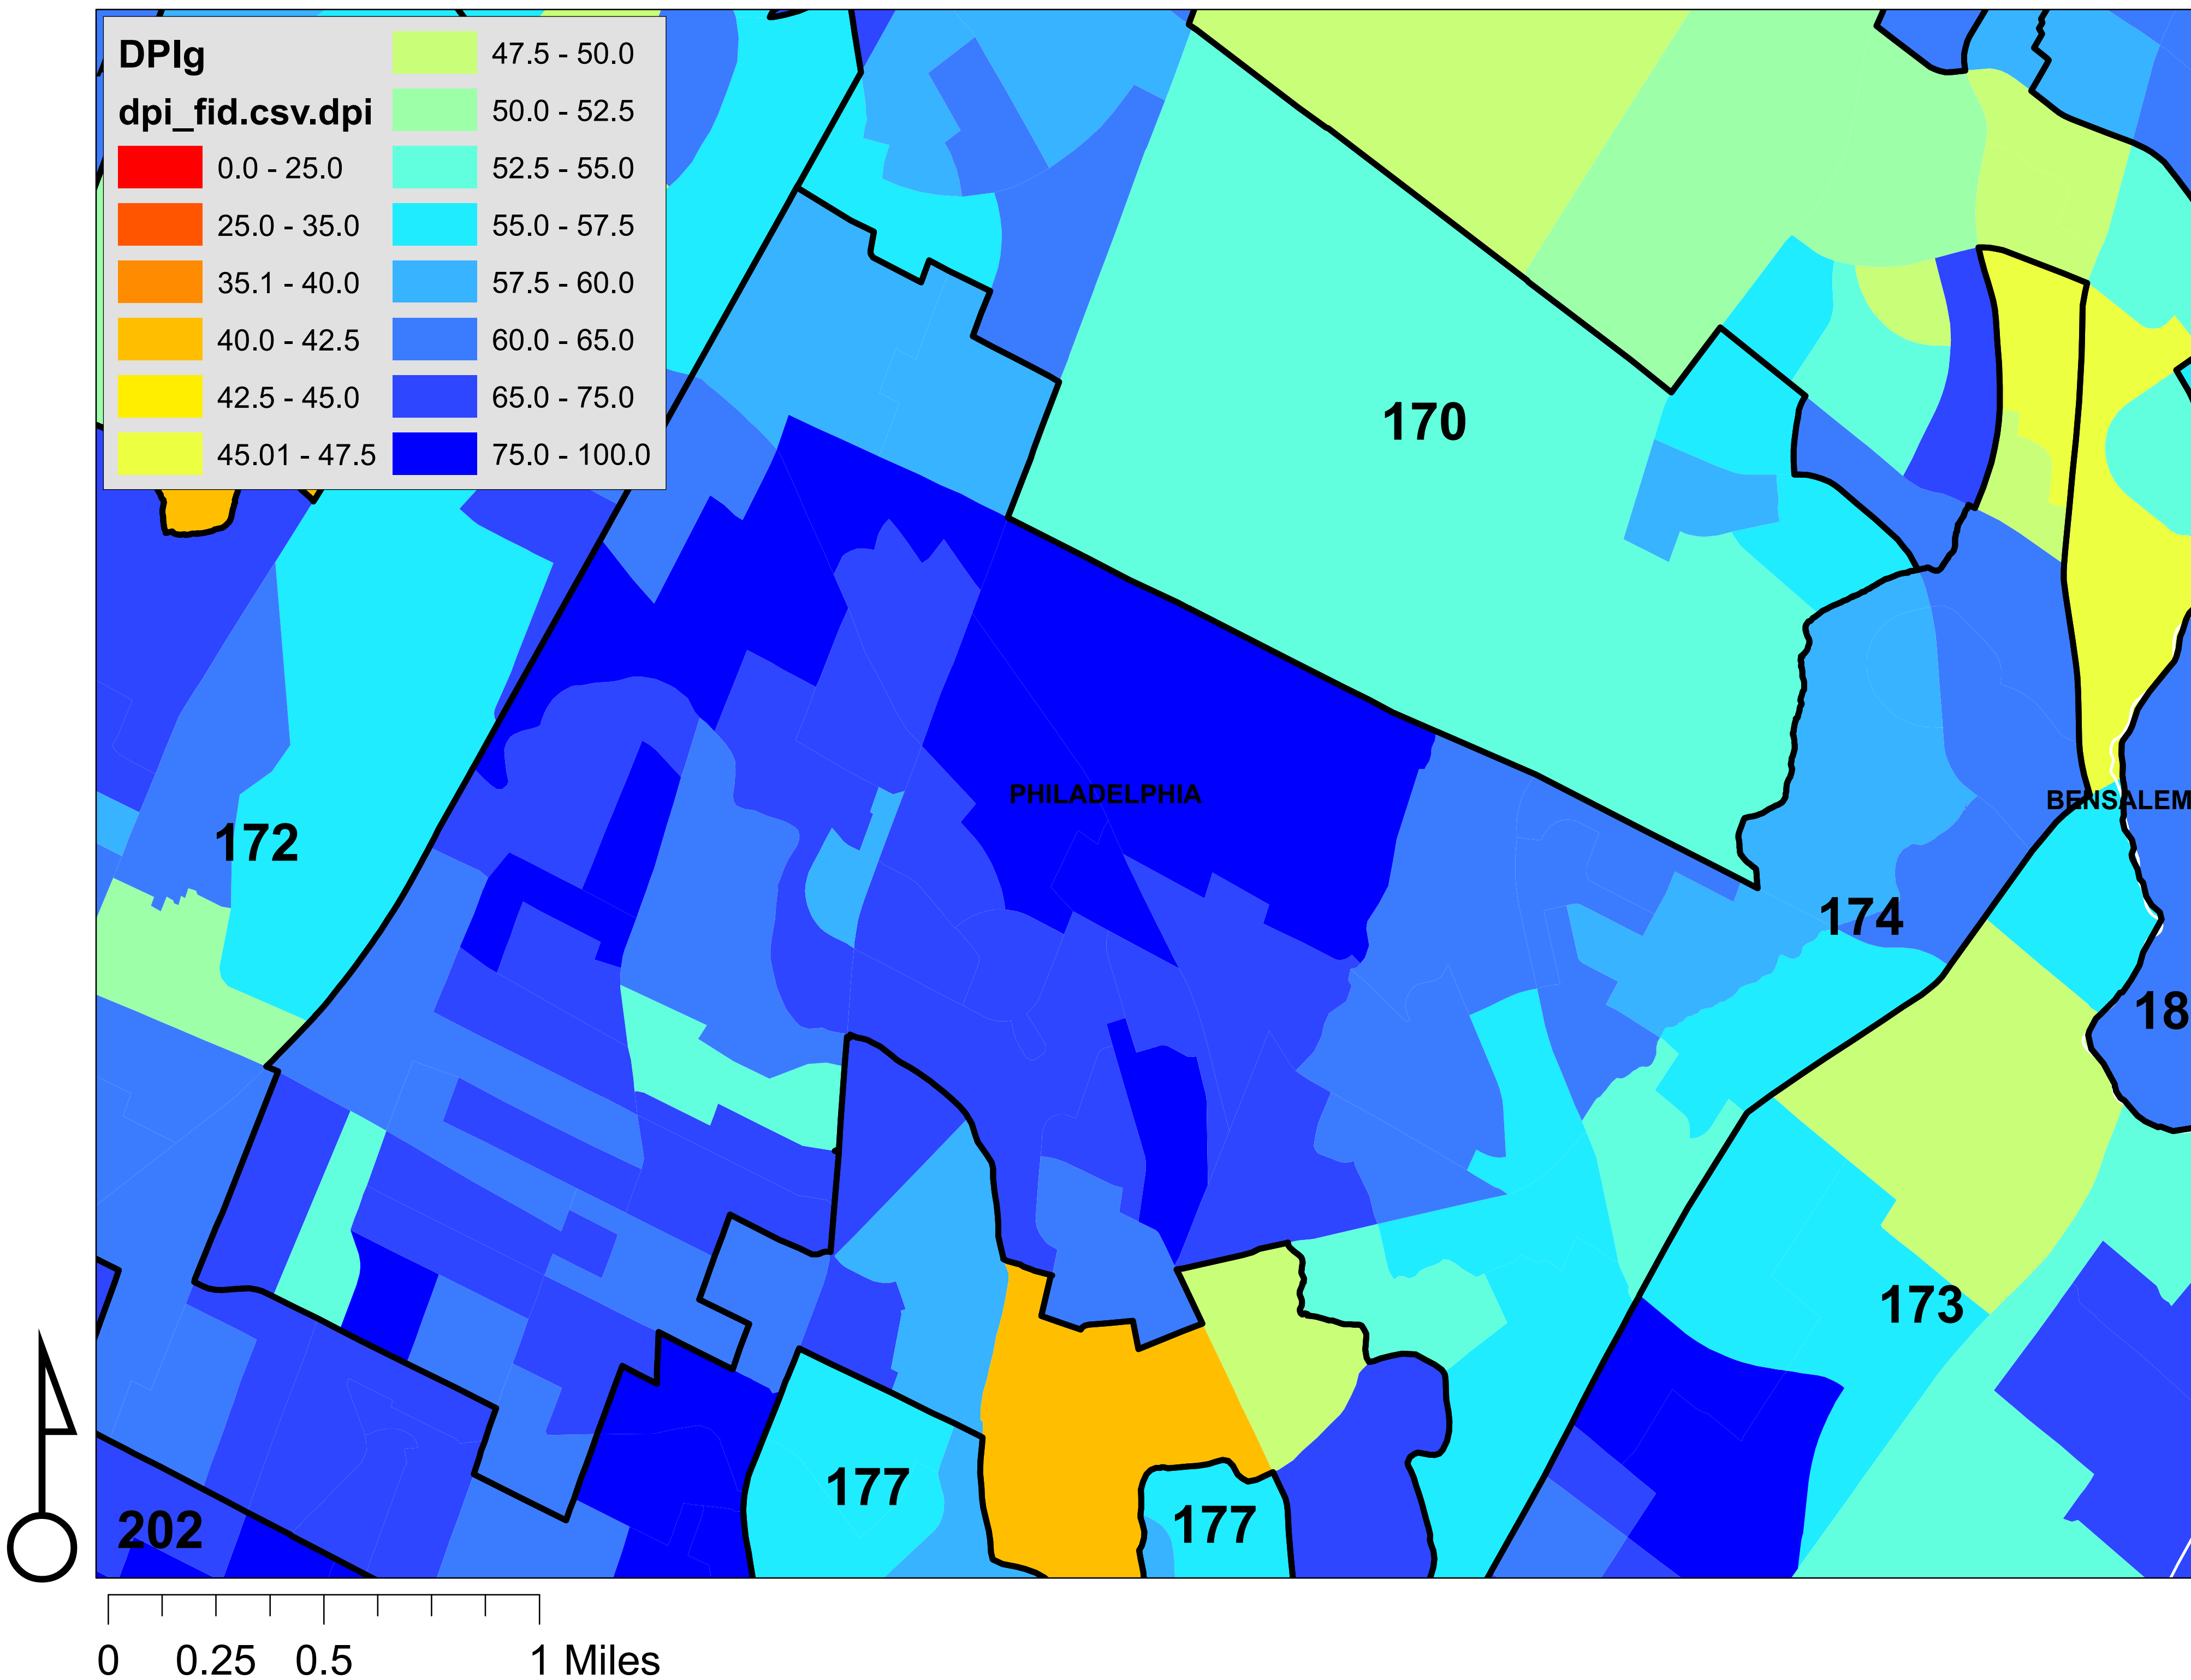 DPIg
dpi_fid.csv.dpi
0.0 - 25.0
25.0 - 35.0
35.1 - 40.0
40.0 - 42.5
42.5 - 45.0
45.01 - 47.5
47.5 - 50.0
50.0 - 52.5
52.5 - 55.0
55.0 - 57.5
57.5 - 60.0
60.0 - 65.0
65.0 - 75.0
75.0 - 100.0
170
PHILADELPHIA
BENSALEM
172
174
18
173
177
177
202
0 0.25 0.5 1 Miles